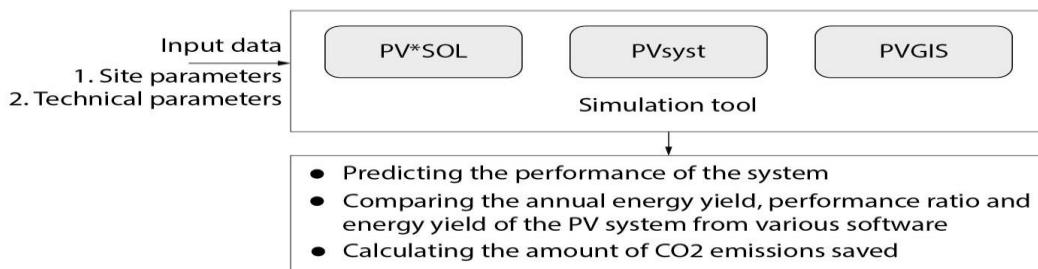 Input data
1. Site parameters
2. Technical parameters
PV*SOL
PVsyst
PVGIS
Simulation tool
● Predicting the performance of the system
● Comparing the annual energy yield, performance ratio and
energy yield of the PV system from various software
● Calculating the amount of CO2 emissions saved